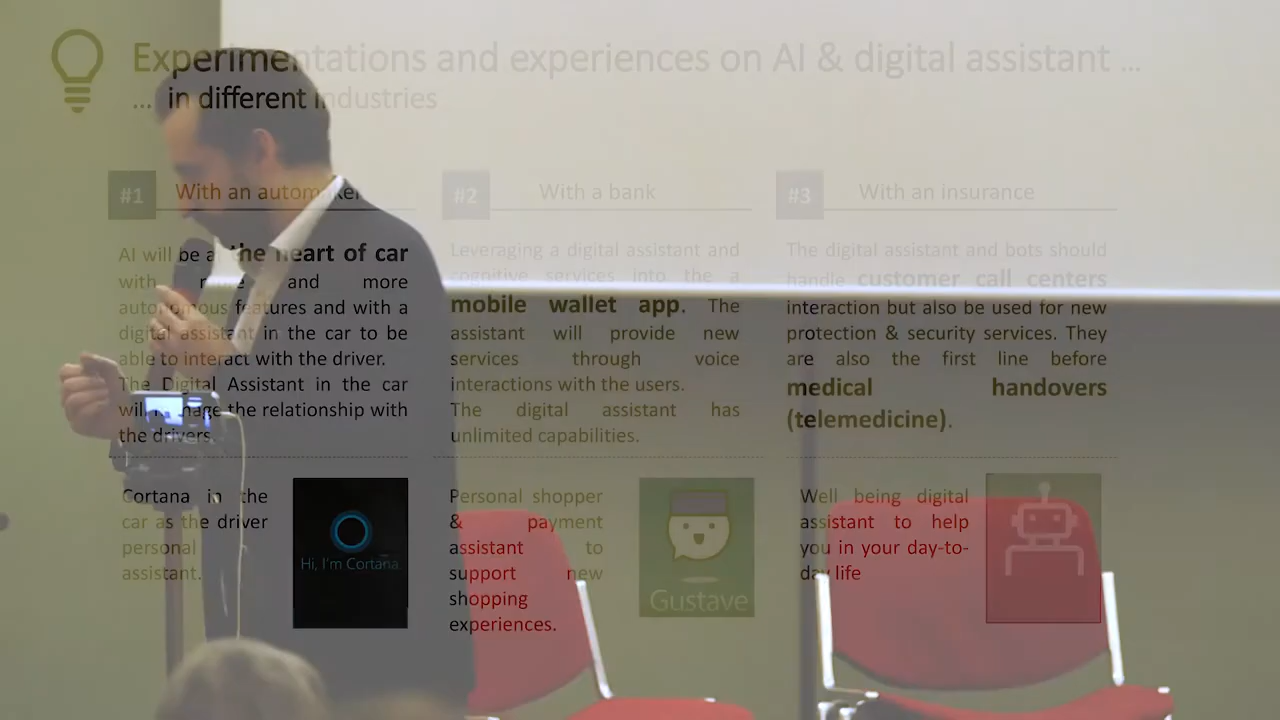 Experimentations and experiences on AI & digital assistant ...
... in different industries
#1 With an automaker
AI will be at the heart of car
with more and more
autonomous features and with a
digital assistant in the car to be
able to interact with the driver.
The Digital Assistant in the car
will manage the relationship with
the drivers.
Cortana in the
car as the driver
personal
assistant.
Hi, I'm Cortana.
#2 With a bank
Leveraging a digital assistant and
cognitive services into the a
mobile wallet app. The
assistant will provide new
services through voice
interactions with the users.
The digital assistant has
unlimited capabilities.
Personal shopper
& payment
assistant to
support new
shopping
experiences.
Gustave
#3 With an insurance
The digital assistant and bots should
handle customer call centers
interaction but also be used for new
protection & security services. They
are also the first line before
medical handovers
(telemedicine).
Well being digital
assistant to help
you in your day-to-
day life